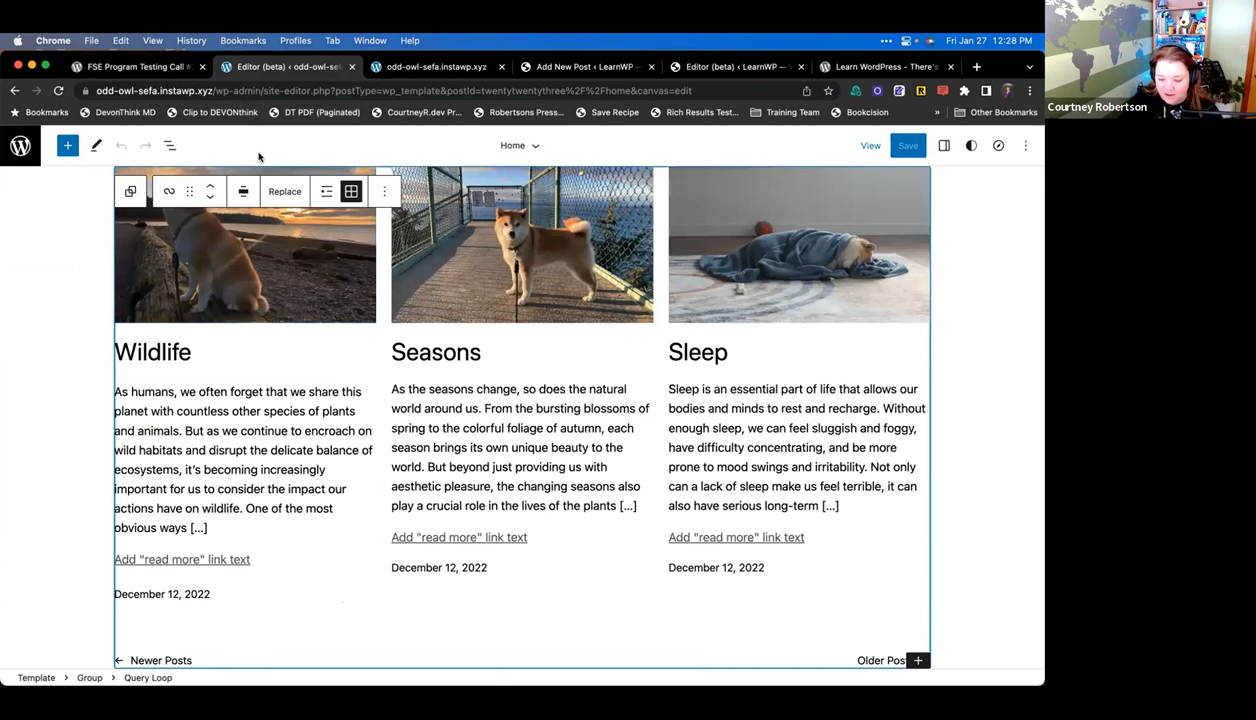 Chrome File Edit View History Bookmarks Profiles Tab Window Help
Fri Jan 27 12:28 PM
FSE Program Testing Call #
Editor (beta) ‹ odd-owl-sef
odd-owl-sefa.instawp.xyz
Add New Post ‹ LearnWP —
Editor (beta) ‹ LearnWP —
Learn WordPress - There's
odd-owl-sefa.instawp.xyz/wp-admin/site-editor.php?postType=wp_template&postId=twentytwentythree%2F%2Fhome&canvas=edit
Bookmarks
DevonThink MD
Clip to DEVONthink
DT PDF (Paginated)
CourtneyR.dev Pr...
Robertsons Press...
Save Recipe
Rich Results Test...
Training Team
Bookcision
Other Bookmarks
Courtney Robertson
Home
View
Save
Replace
Wildlife
As humans, we often forget that we share this
planet with countless other species of plants
and animals. But as we continue to encroach on
wild habitats and disrupt the delicate balance of
ecosystems, it's becoming increasingly
important for us to consider the impact our
actions have on wildlife. One of the most
obvious ways […]
Add "read more" link text
December 12, 2022
Seasons
As the seasons change, so does the natural
world around us. From the bursting blossoms of
spring to the colorful foliage of autumn, each
season brings its own unique beauty to the
world. But beyond just providing us with
aesthetic pleasure, the changing seasons also
play a crucial role in the lives of the plants […]
Add "read more" link text
December 12, 2022
Sleep
Sleep is an essential part of life that allows our
bodies and minds to rest and recharge. Without
enough sleep, we can feel sluggish and foggy,
have difficulty concentrating, and be more
prone to mood swings and irritability. Not only
can a lack of sleep make us feel terrible, it can
also have serious long-term […]
Add "read more" link text
December 12, 2022
← Newer Posts
Older Pos
Template > Group > Query Loop